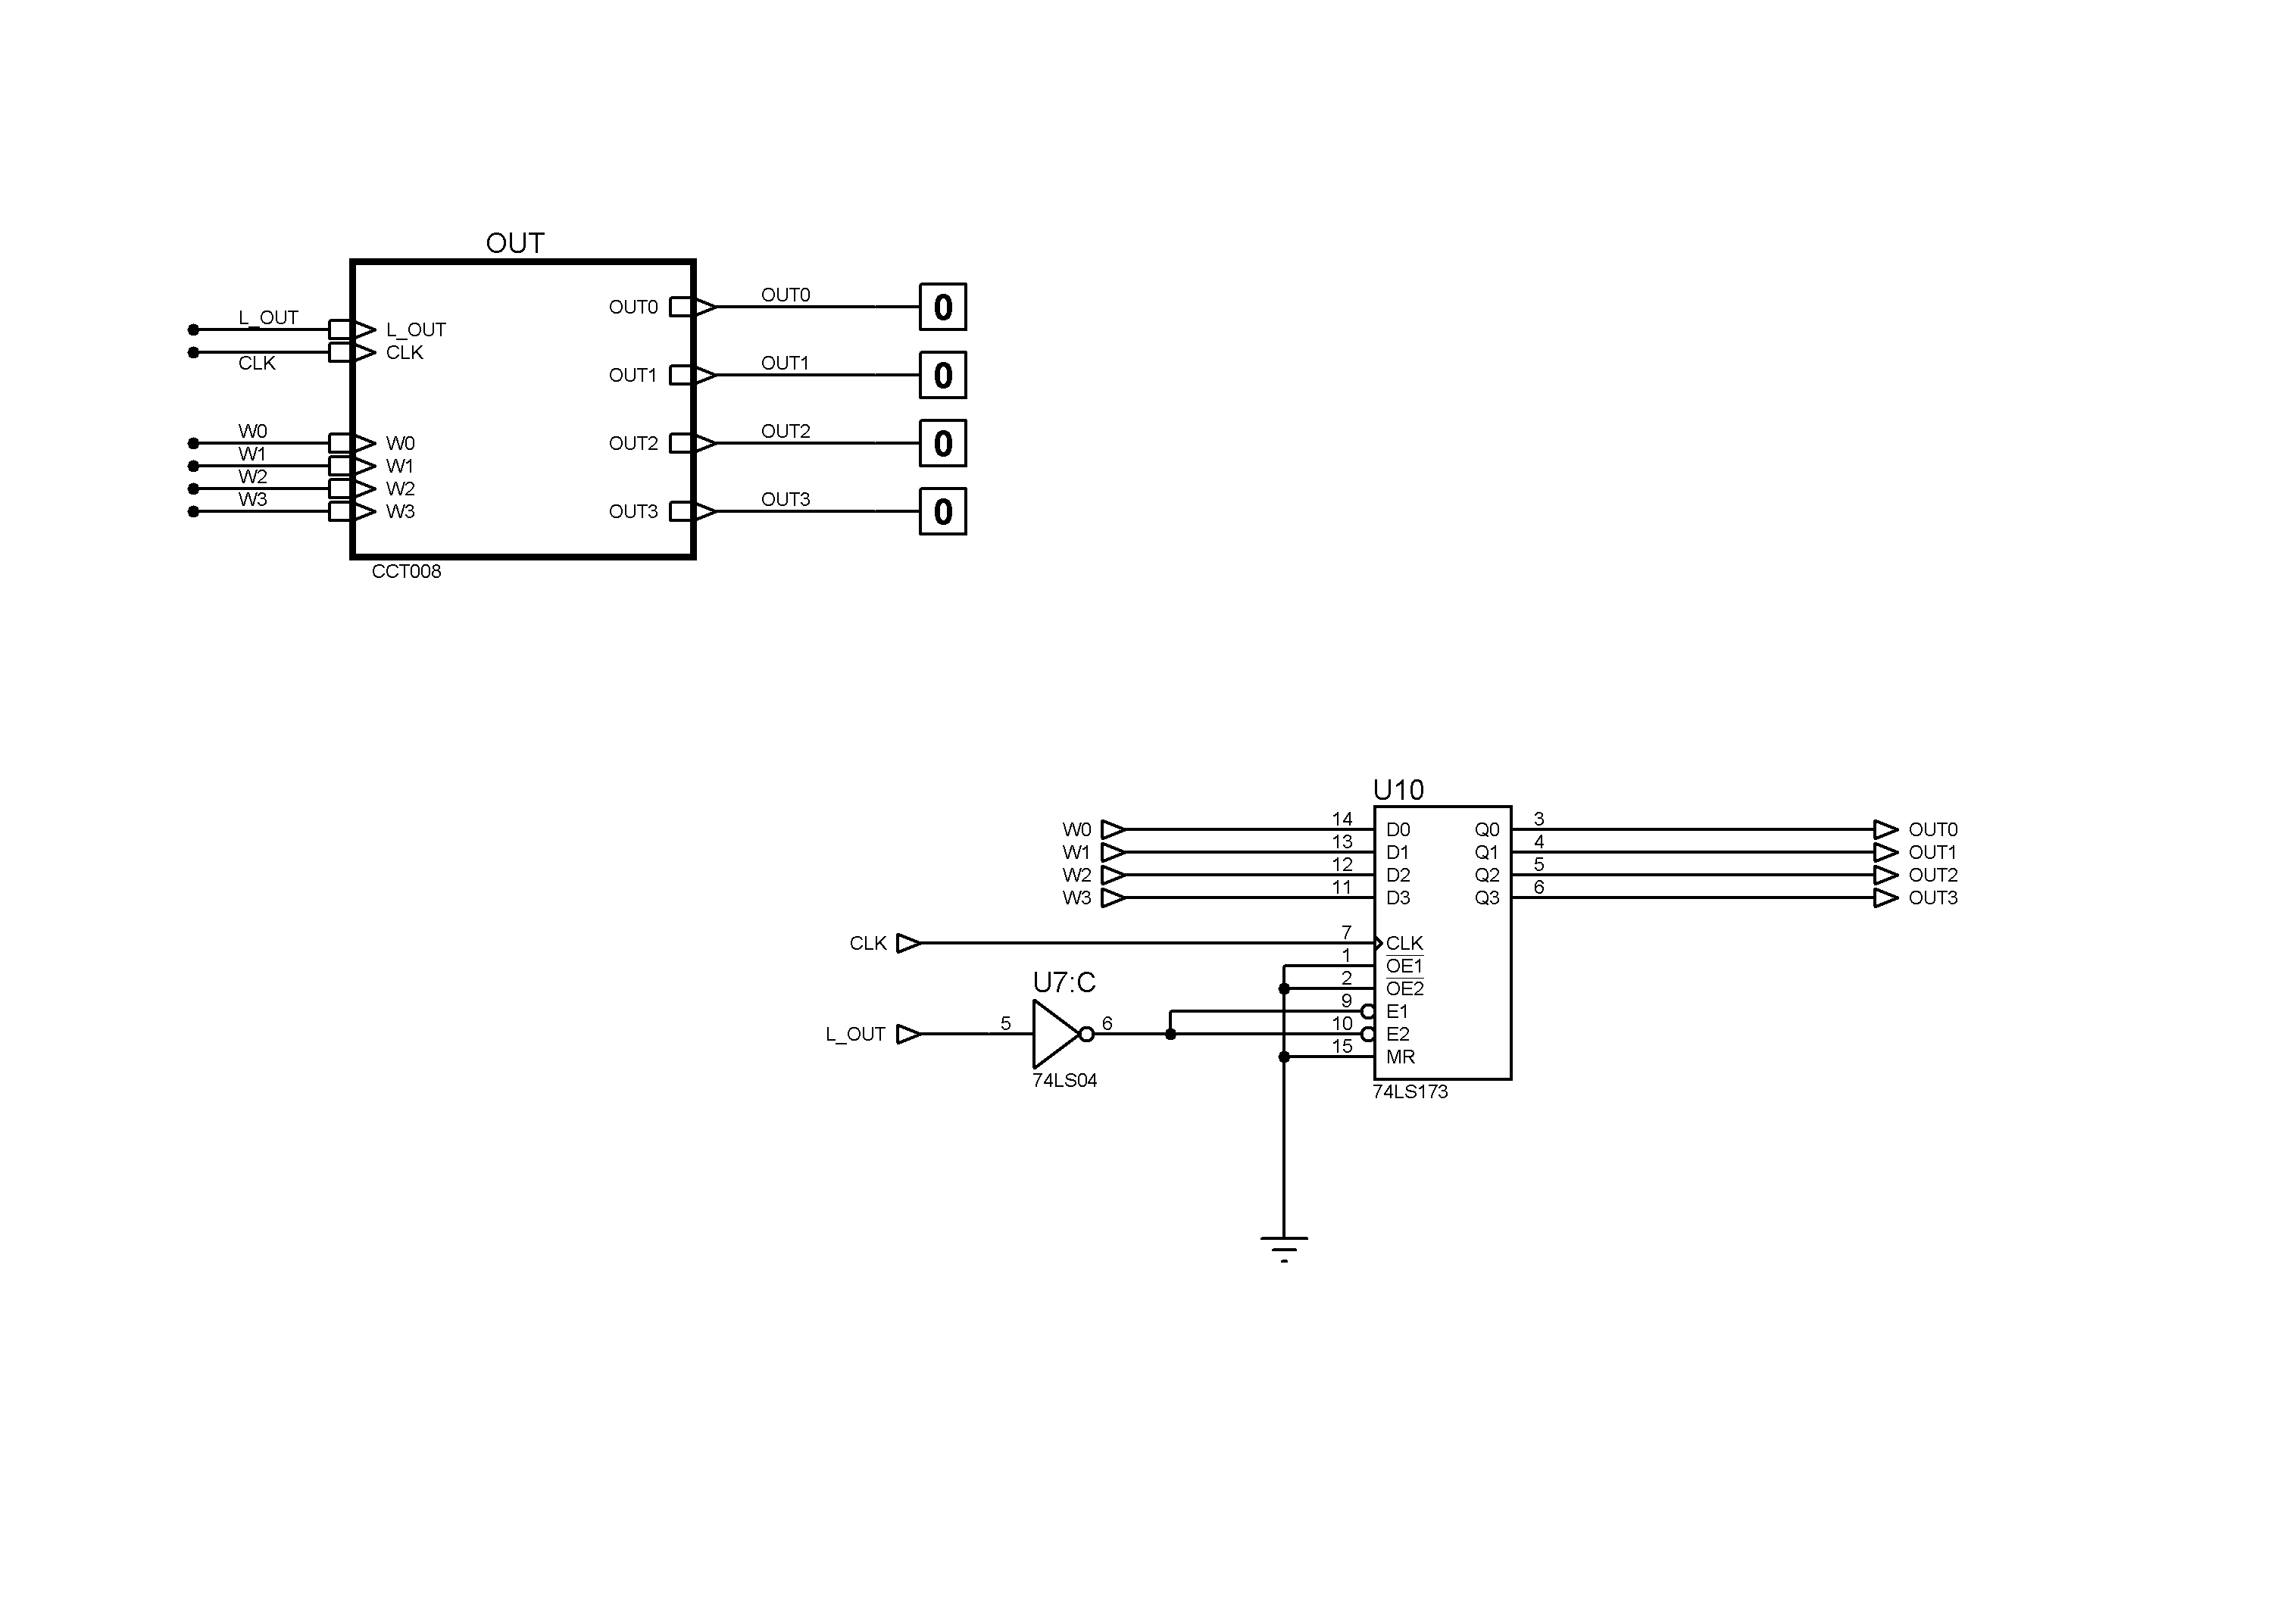 OUT
L_OUT
L_OUT
CLK
CLK
W0
W0
W1
W1
W2
W2
W3
W3
OUT0
OUT0
0
OUT1
OUT1
0
OUT2
OUT2
0
OUT3
OUT3
0
CCT008
U10
W0 14 D0 Q0 3 OUT0
W1 13 D1 Q1 4 OUT1
W2 12 D2 Q2 5 OUT2
W3 11 D3 Q3 6 OUT3
CLK 7 CLK
1 OE1
2 OE2
9 E1
U7:C
L_OUT 5 6 10 E2
15 MR
74LS04
74LS173